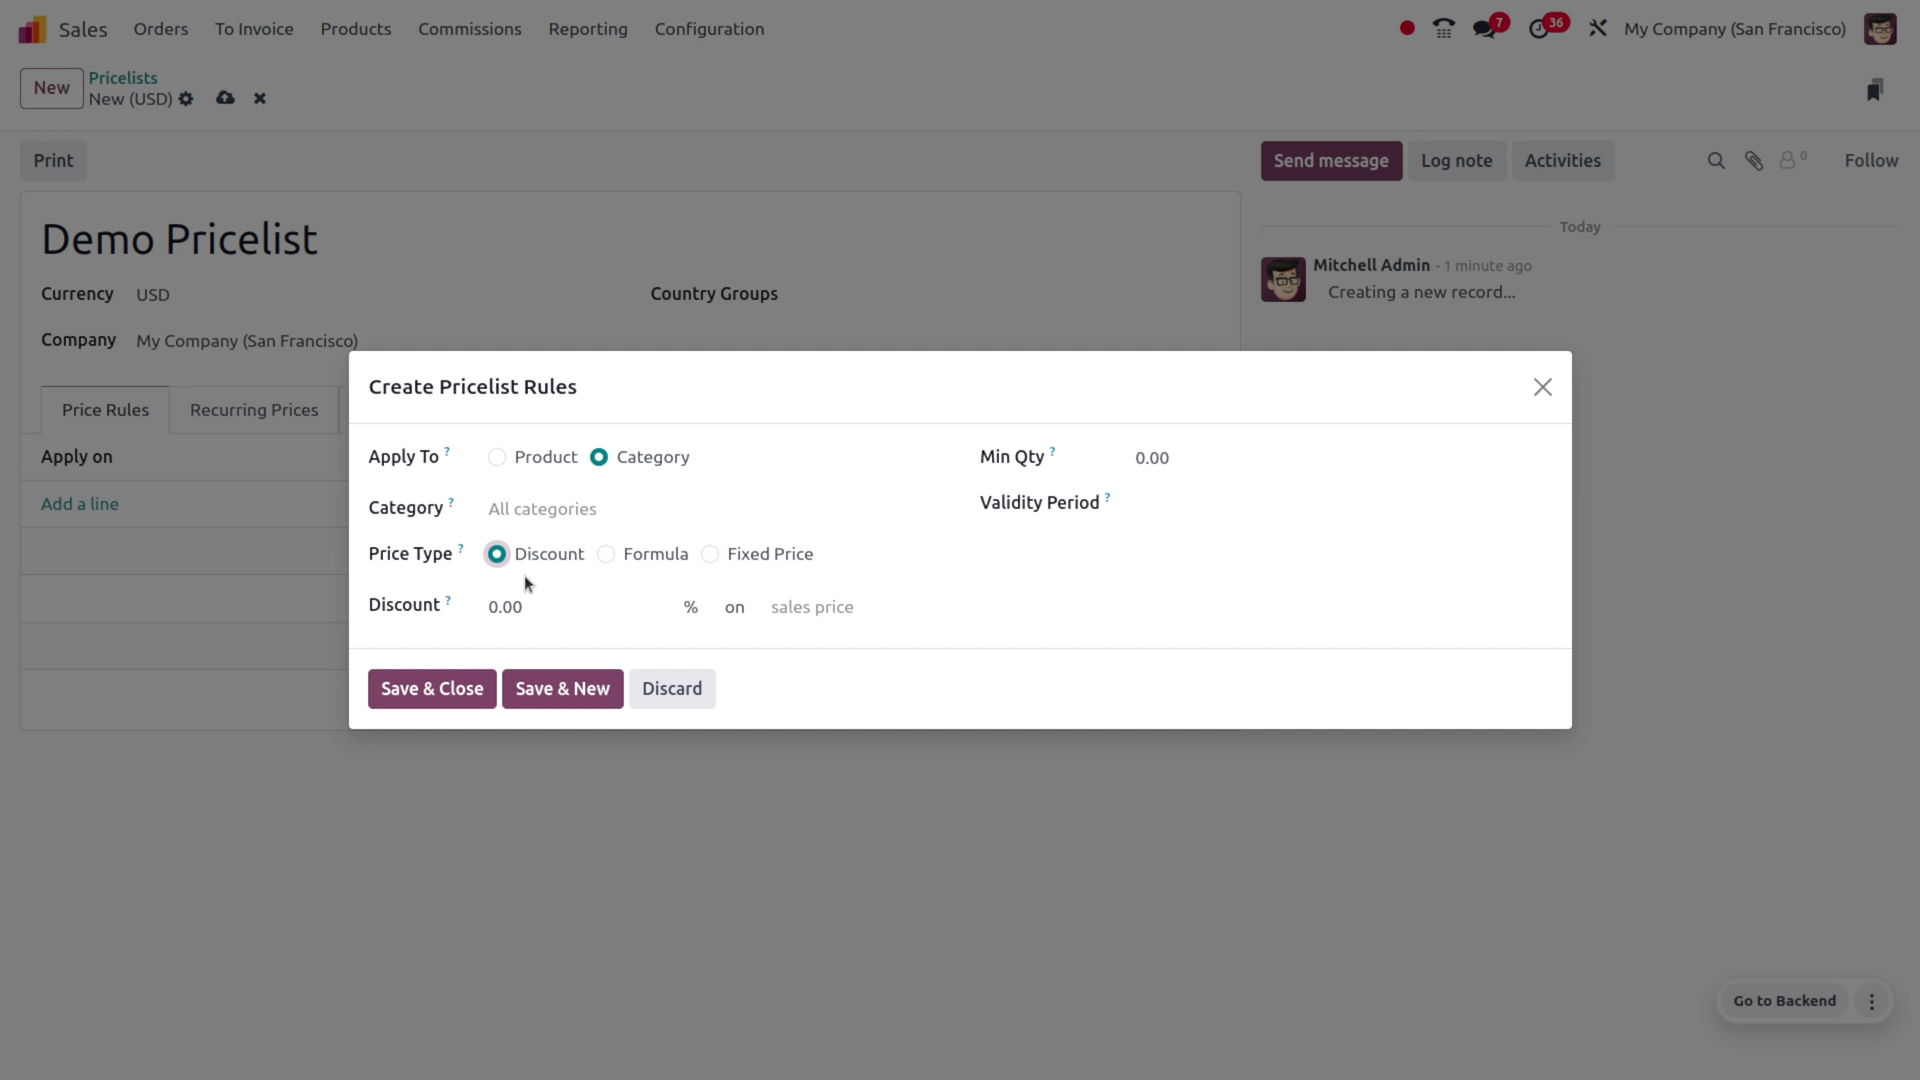 Sales Orders To Invoice Products Commissions Reporting Configuration 7 36 My Company (San Francisco)
New Pricelists
New (USD)
Print Send message Log note Activities 0 Follow
Demo Pricelist
Today
Currency USD Country Groups
Mitchell Admin - 1 minute ago
Creating a new record...
Company My Company (San Francisco)
Price Rules Recurring Prices
Apply on
Add a line
Create Pricelist Rules
Apply To ? Product Category Min Qty ? 0.00
Category ? All categories Validity Period ?
Price Type ? Discount Formula Fixed Price
Discount ? 0.00 % on sales price
Save & Close Save & New Discard
Go to Backend